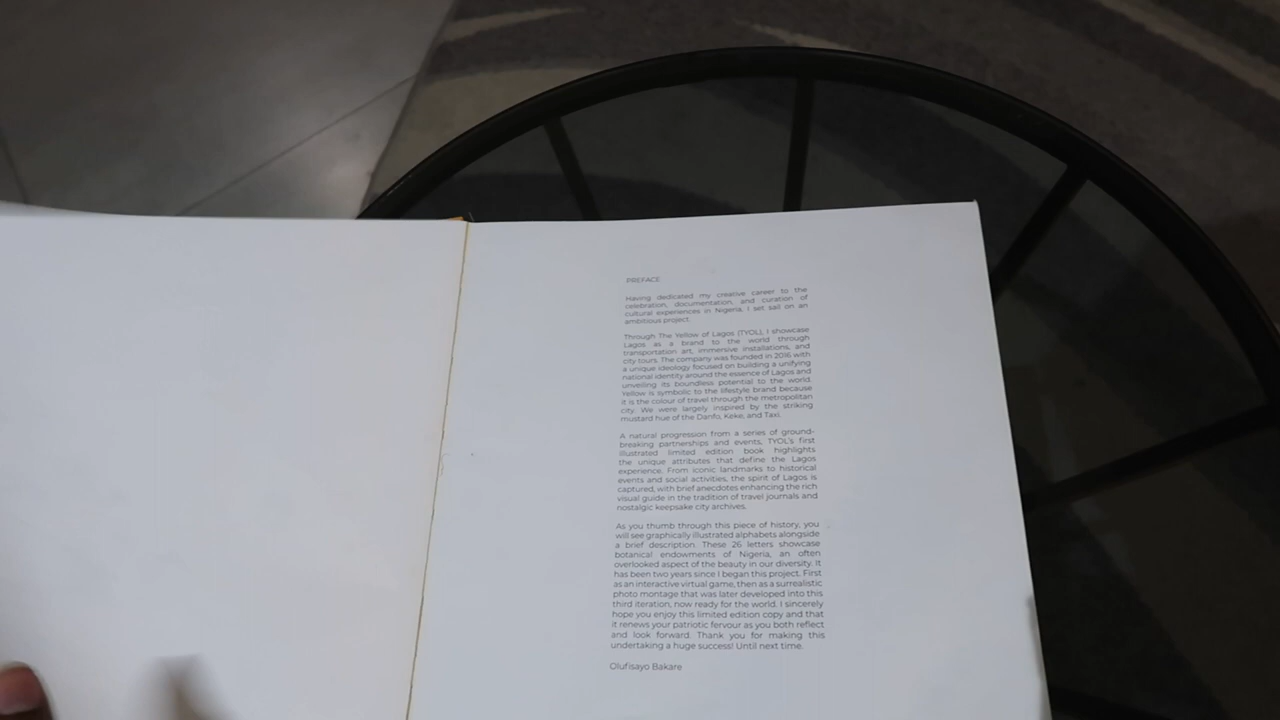 PREFACE
Having dedicated my creative career to the
celebration, documentation, and curation of
cultural experiences in Nigeria, I set sail on an
ambitious project.
Through The Yellow of Lagos (TYOL), I showcase
Lagos as a brand to the world through
transportation art, immersive installations, and
city tours. The company was founded in 2016 with
a unique ideology focused on building a unifying
national identity around the essence of Lagos and
unveiling its boundless potential to the world.
Yellow is symbolic to the lifestyle brand because
it is the colour of travel through the metropolitan
city. We were largely inspired by the striking
mustard hue of the Danfo, Keke, and Taxi.
A natural progression from a series of ground-
breaking partnerships and events, TYOL's first
illustrated limited edition book highlights
the unique attributes that define the Lagos
experience. From iconic landmarks to historical
events and social activities, the spirit of Lagos is
captured, with brief anecdotes enhancing the rich
visual guide in the tradition of travel journals and
nostalgic keepsake city archives.
As you thumb through this piece of history, you
will see graphically illustrated alphabets alongside
a brief description. These 26 letters showcase
botanical endowments of Nigeria, an often
overlooked aspect of the beauty in our diversity. It
has been two years since I began this project. First
as an interactive virtual game, then as a surrealistic
photo montage that was later developed into this
third iteration, now ready for the world. I sincerely
hope you enjoy this limited edition copy and that
it renews your patriotic fervour as you both reflect
and look forward. Thank you for making this
undertaking a huge success! Until next time.
Olufisayo Bakare